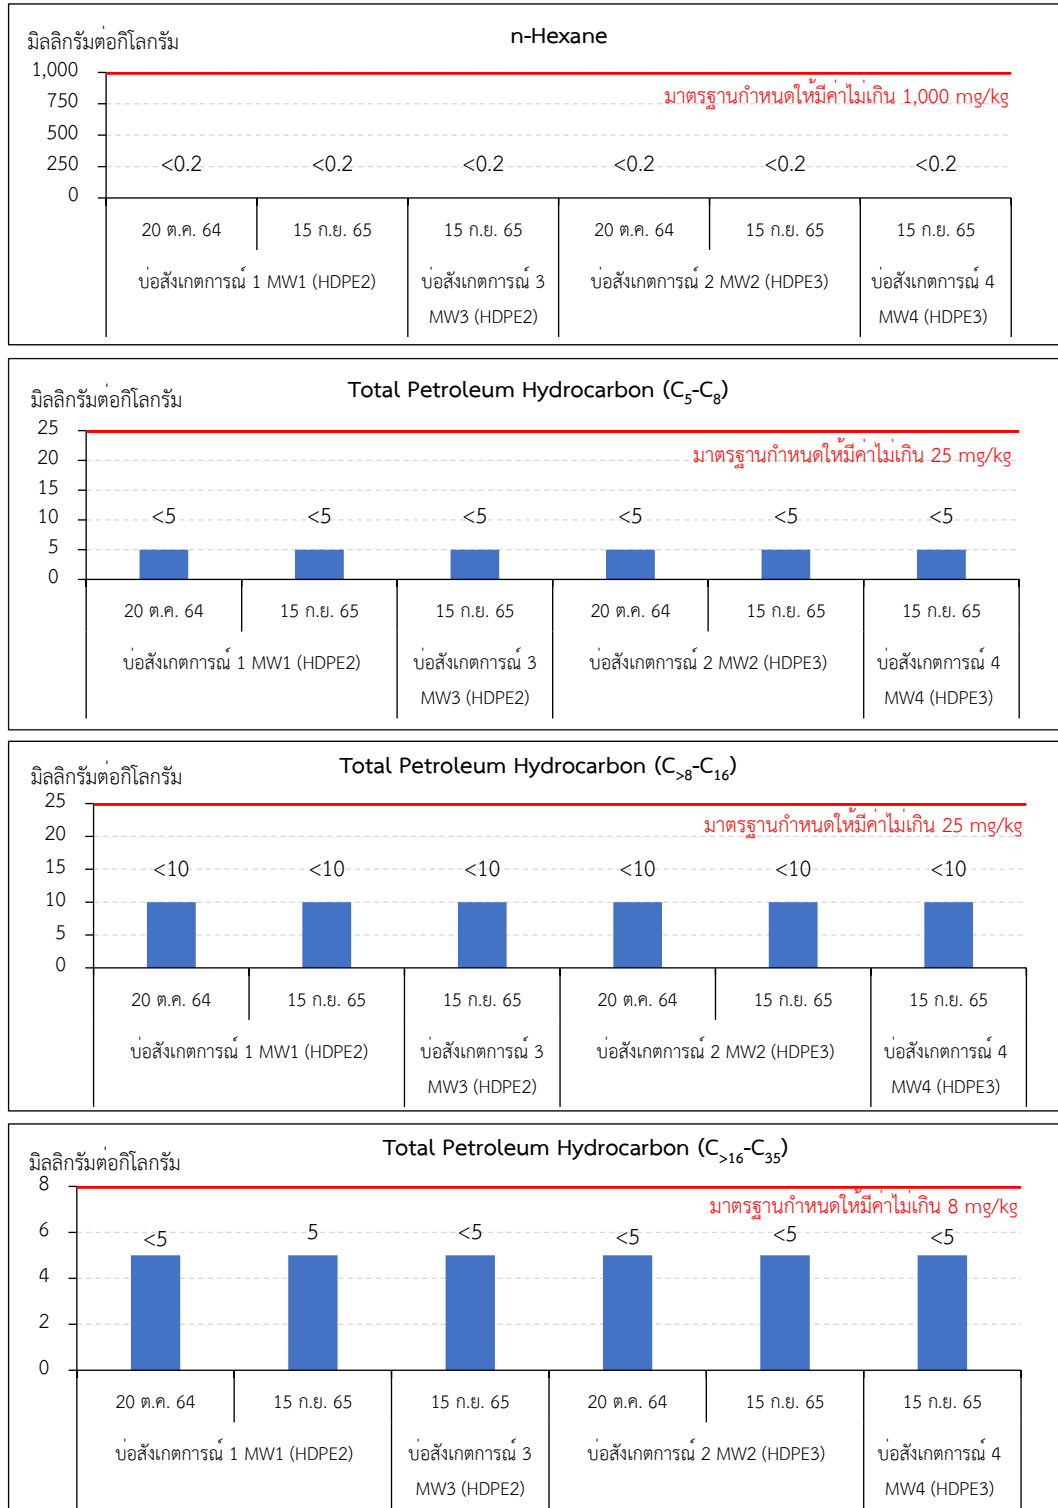 n-Hexane
มิลลิกรัมต่อกิโลกรัม
1,000
มาตรฐานกำหนดให้มีค่าไม่เกิน 1,000 mg/kg
750
500
250 <0.2 <0.2 <0.2 <0.2 <0.2 <0.2
0
20 ต.ค. 64 15 ก.ย. 65 15 ก.ย. 65 20 ต.ค. 64 15 ก.ย. 65 15 ก.ย. 65
บ่อสังเกตการณ์ 1 MW1 (HDPE2) บ่อสังเกตการณ์ 3 บ่อสังเกตการณ์ 2 MW2 (HDPE3) บ่อสังเกตการณ์ 4
MW3 (HDPE2) MW4 (HDPE3)
Total Petroleum Hydrocarbon (C5-C8)
มิลลิกรัมต่อกิโลกรัม
25
มาตรฐานกำหนดให้มีค่าไม่เกิน 25 mg/kg
20
15
10 <5 <5 <5 <5 <5 <5
5
0
20 ต.ค. 64 15 ก.ย. 65 15 ก.ย. 65 20 ต.ค. 64 15 ก.ย. 65 15 ก.ย. 65
บ่อสังเกตการณ์ 1 MW1 (HDPE2) บ่อสังเกตการณ์ 3 บ่อสังเกตการณ์ 2 MW2 (HDPE3) บ่อสังเกตการณ์ 4
MW3 (HDPE2) MW4 (HDPE3)
Total Petroleum Hydrocarbon (C>8-C16)
มิลลิกรัมต่อกิโลกรัม
25
มาตรฐานกำหนดให้มีค่าไม่เกิน 25 mg/kg
20
15 <10 <10 <10 <10 <10 <10
10
5
0
20 ต.ค. 64 15 ก.ย. 65 15 ก.ย. 65 20 ต.ค. 64 15 ก.ย. 65 15 ก.ย. 65
บ่อสังเกตการณ์ 1 MW1 (HDPE2) บ่อสังเกตการณ์ 3 บ่อสังเกตการณ์ 2 MW2 (HDPE3) บ่อสังเกตการณ์ 4
MW3 (HDPE2) MW4 (HDPE3)
Total Petroleum Hydrocarbon (C>16-C35)
มิลลิกรัมต่อกิโลกรัม
8
มาตรฐานกำหนดให้มีค่าไม่เกิน 8 mg/kg
6 <5 5 <5 <5 <5 <5
4
2
0
20 ต.ค. 64 15 ก.ย. 65 15 ก.ย. 65 20 ต.ค. 64 15 ก.ย. 65 15 ก.ย. 65
บ่อสังเกตการณ์ 1 MW1 (HDPE2) บ่อสังเกตการณ์ 3 บ่อสังเกตการณ์ 2 MW2 (HDPE3) บ่อสังเกตการณ์ 4
MW3 (HDPE2) MW4 (HDPE3)